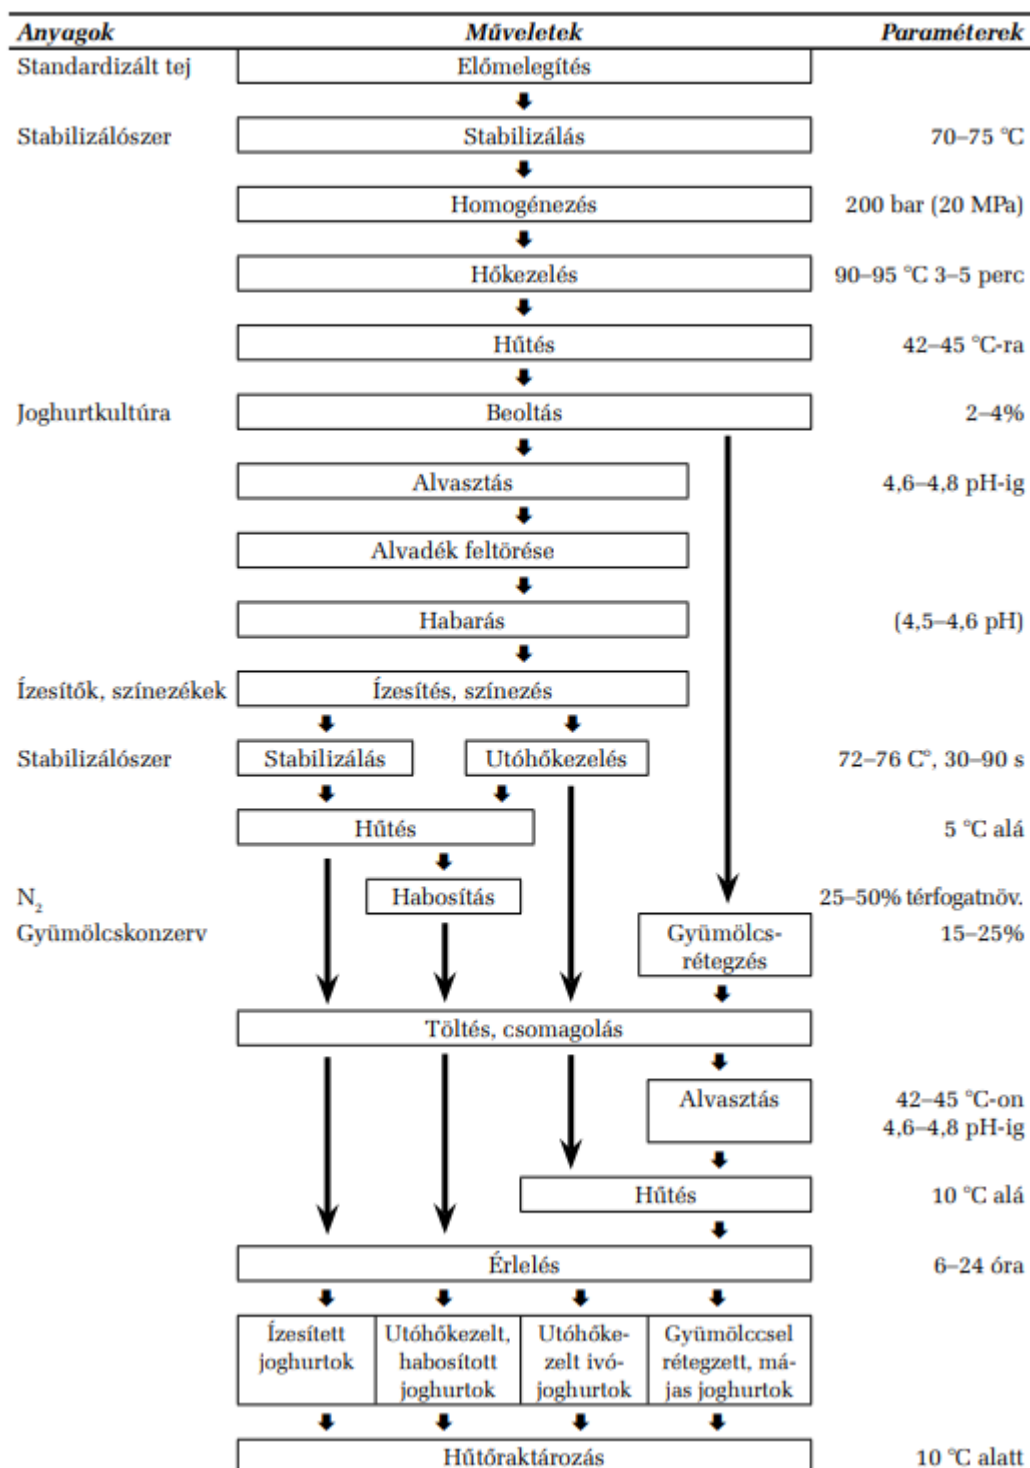 Anyagok Műveletek Paraméterek
Standardizált tej Előmelegítés
Stabilizálószer Stabilizálás 70–75 °C
Homogénezés 200 bar (20 MPa)
Hőkezelés 90–95 °C 3–5 perc
Hűtés 42–45 °C-ra
Joghurtkultúra Beoltás 2–4%
Alvasztás 4,6–4,8 pH-ig
Alvadék feltörése
Habarás (4,5–4,6 pH)
Ízesítők, színezékek Ízesítés, színezés
Stabilizálószer Stabilizálás Utóhőkezelés 72–76 C°, 30–90 s
Hűtés 5 °C alá
N₂ Habosítás 25–50% térfogatnöv.
Gyümölcskonzerv Gyümölcs- 15–25%
rétegzés
Töltés, csomagolás
Alvasztás 42–45 °C-on
4,6–4,8 pH-ig
Hűtés 10 °C alá
Érlelés 6–24 óra
Ízesített
joghurtok
Utóhőkezelt,
habosított
joghurtok
Utóhőke-
zelt ivó-
joghurtok
Gyümölccsel
rétegzett, má-
jas joghurtok
Hűtőraktározás 10 °C alatt